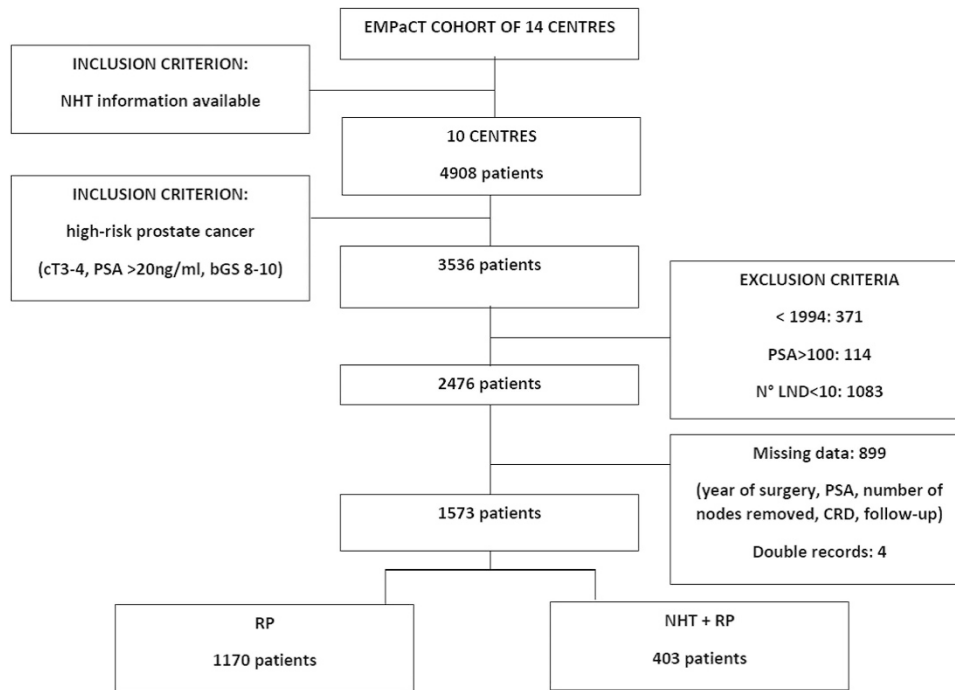 EMPaCT COHORT OF 14 CENTRES
INCLUSION CRITERION:
NHT information available
10 CENTRES
4908 patients
INCLUSION CRITERION:
high-risk prostate cancer
(cT3-4, PSA >20ng/ml, bGS 8-10)
3536 patients
EXCLUSION CRITERIA
< 1994: 371
PSA>100: 114
N° LND<10: 1083
2476 patients
Missing data: 899
(year of surgery, PSA, number of
nodes removed, CRD, follow-up)
Double records: 4
1573 patients
RP
1170 patients
NHT + RP
403 patients